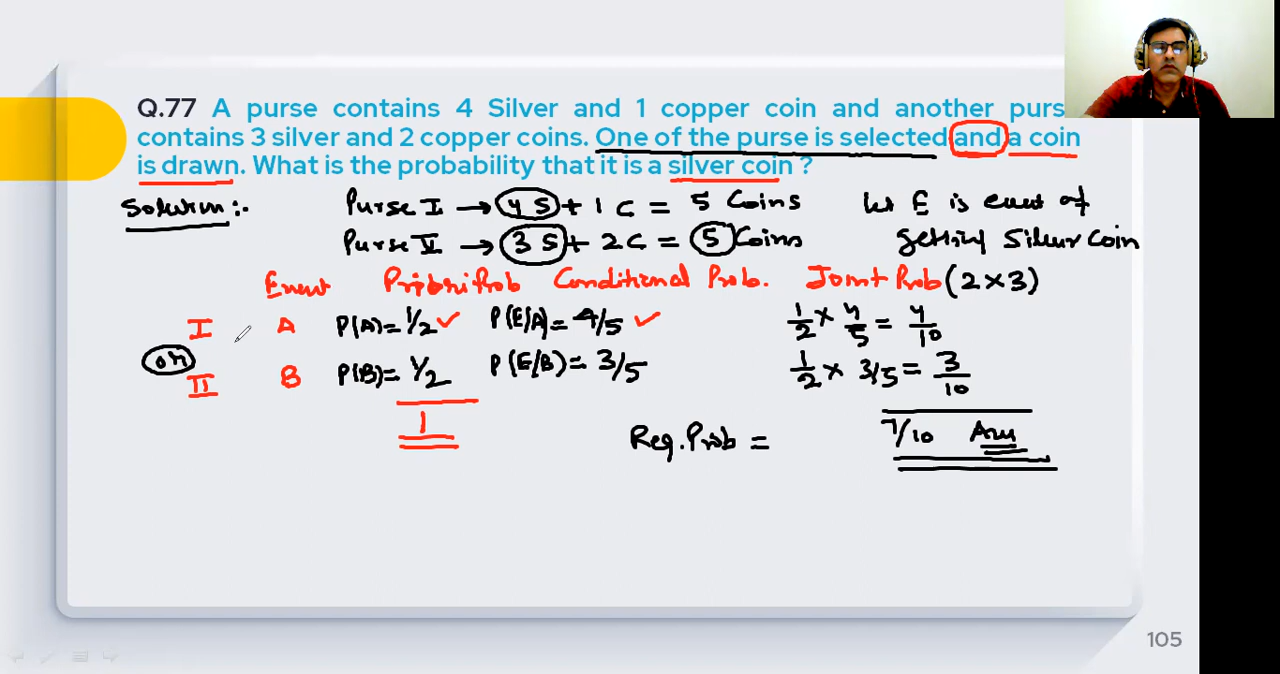 Q.77 A purse contains 4 Silver and 1 copper coin and another purs
contains 3 silver and 2 copper coins. One of the purse is selected and a coin
is drawn. What is the probability that it is a silver coin ?
Solution:- Purse I → 4 S + 1 C = 5 Coins Let E is event of
Purse II → 3 S + 2C = 5 Coins getting Silver Coin
Event Prob Conditional Prob. Joint Prob (2×3)
I A P(A)= 1/2 ✓ P(E/A)= 4/5 ✓ 1/2 × 4/5 = 4/10
or
II B P(B)= 1/2 P(E/B)= 3/5 1/2 × 3/5 = 3/10
1
Req. Prob = 7/10 Ans
105